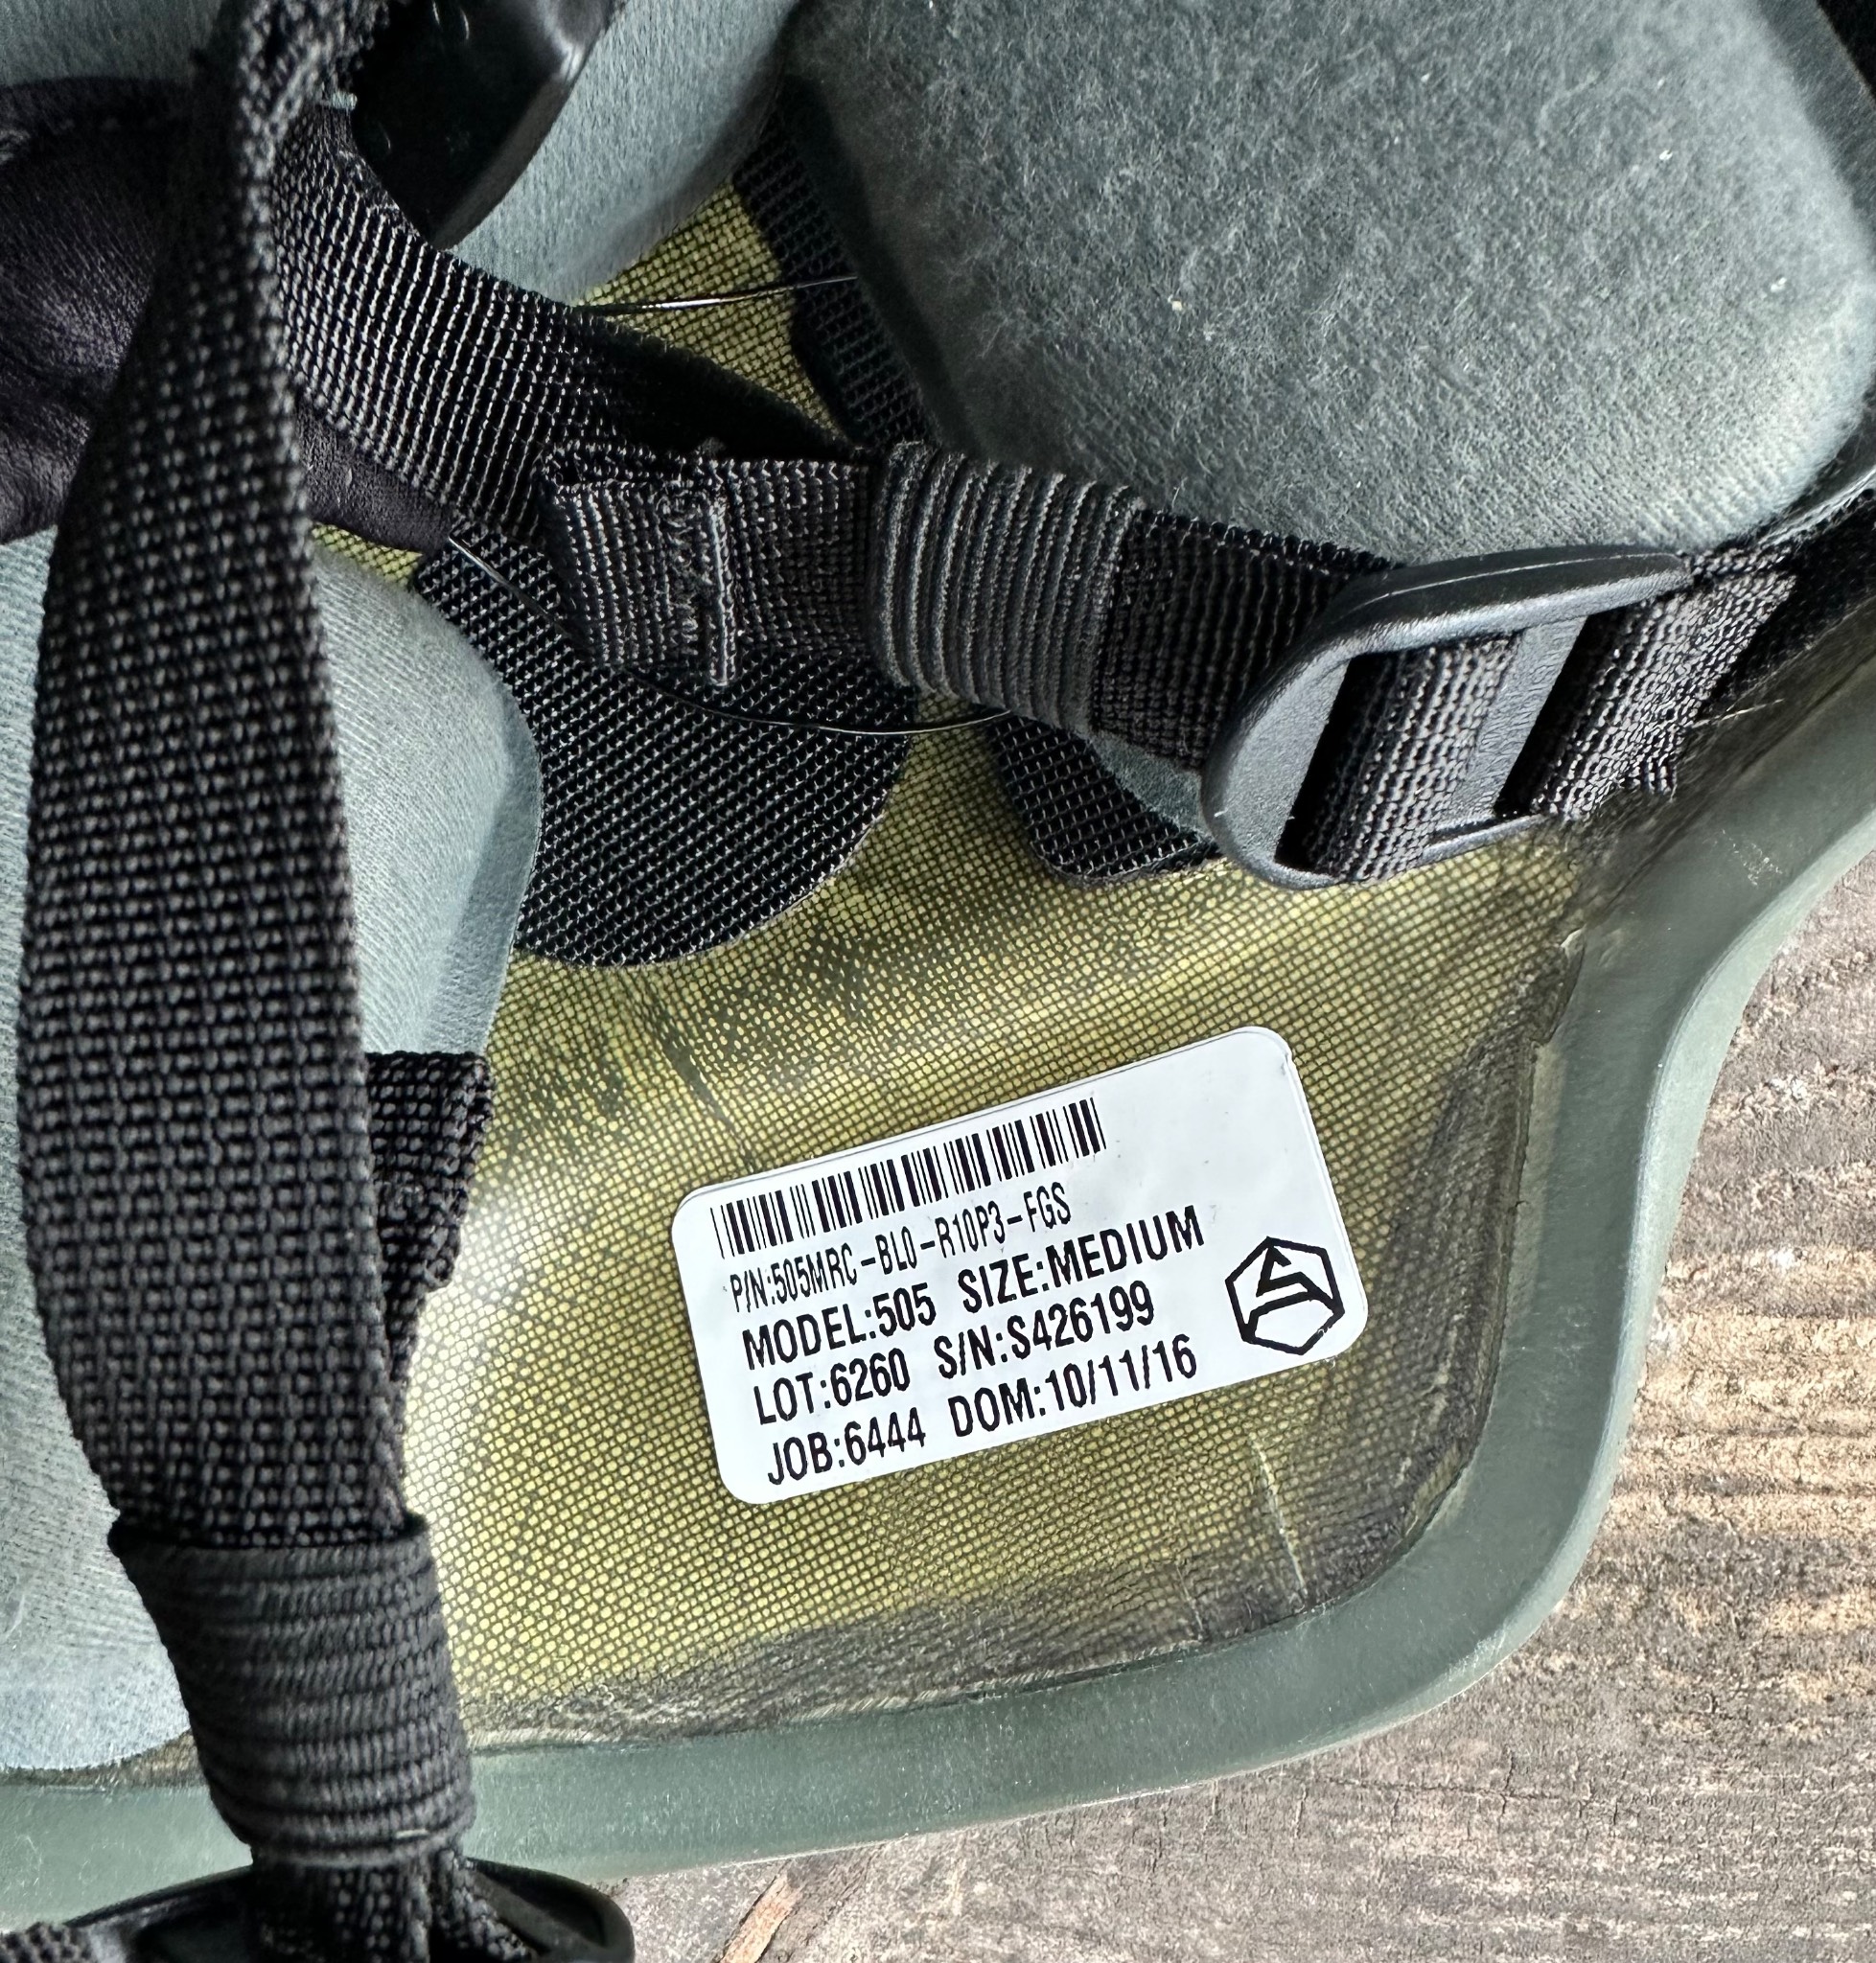 P/N:505MRC-BL0-R10P3-FGS
MODEL:505 SIZE:MEDIUM
LOT:6260 S/N:S426199
JOB:6444 DOM:10/11/16